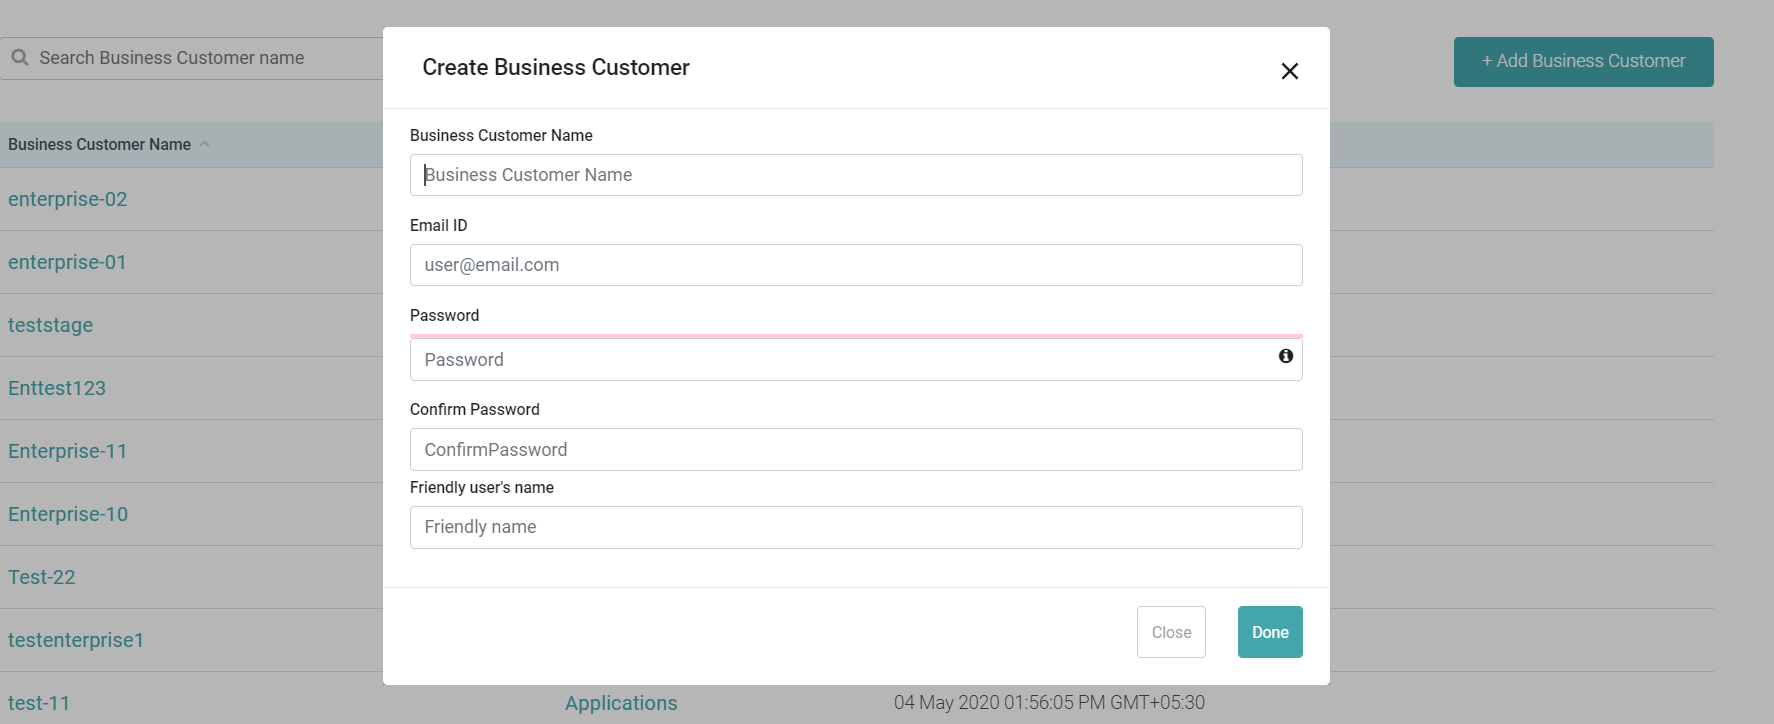 Search Business Customer name
+ Add Business Customer
Business Customer Name
enterprise-02
enterprise-01
teststage
Enttest123
Enterprise-11
Enterprise-10
Test-22
testenterprise1
test-11 Applications 04 May 2020 01:56:05 PM GMT+05:30
Create Business Customer
Business Customer Name
Business Customer Name
Email ID
user@email.com
Password
Password
Confirm Password
ConfirmPassword
Friendly user's name
Friendly name
Close Done